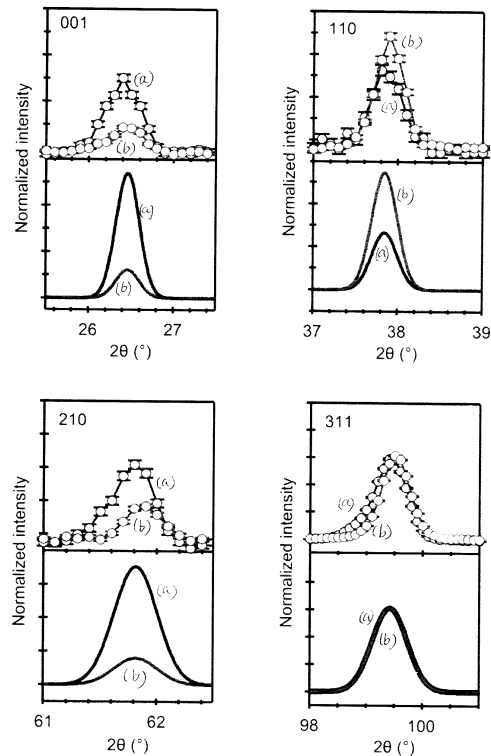 001
(a)
(b)
Normalized intensity
(a)
(b)
26 27
2θ (°)
110
(b)
(a)
Normalized intensity
(b)
(a)
37 38 39
2θ (°)
210
(a)
(b)
Normalized intensity
(a)
(b)
61 62
2θ (°)
311
(a)
(b)
Normalized intensity
(a)
(b)
98 99 100
2θ (°)